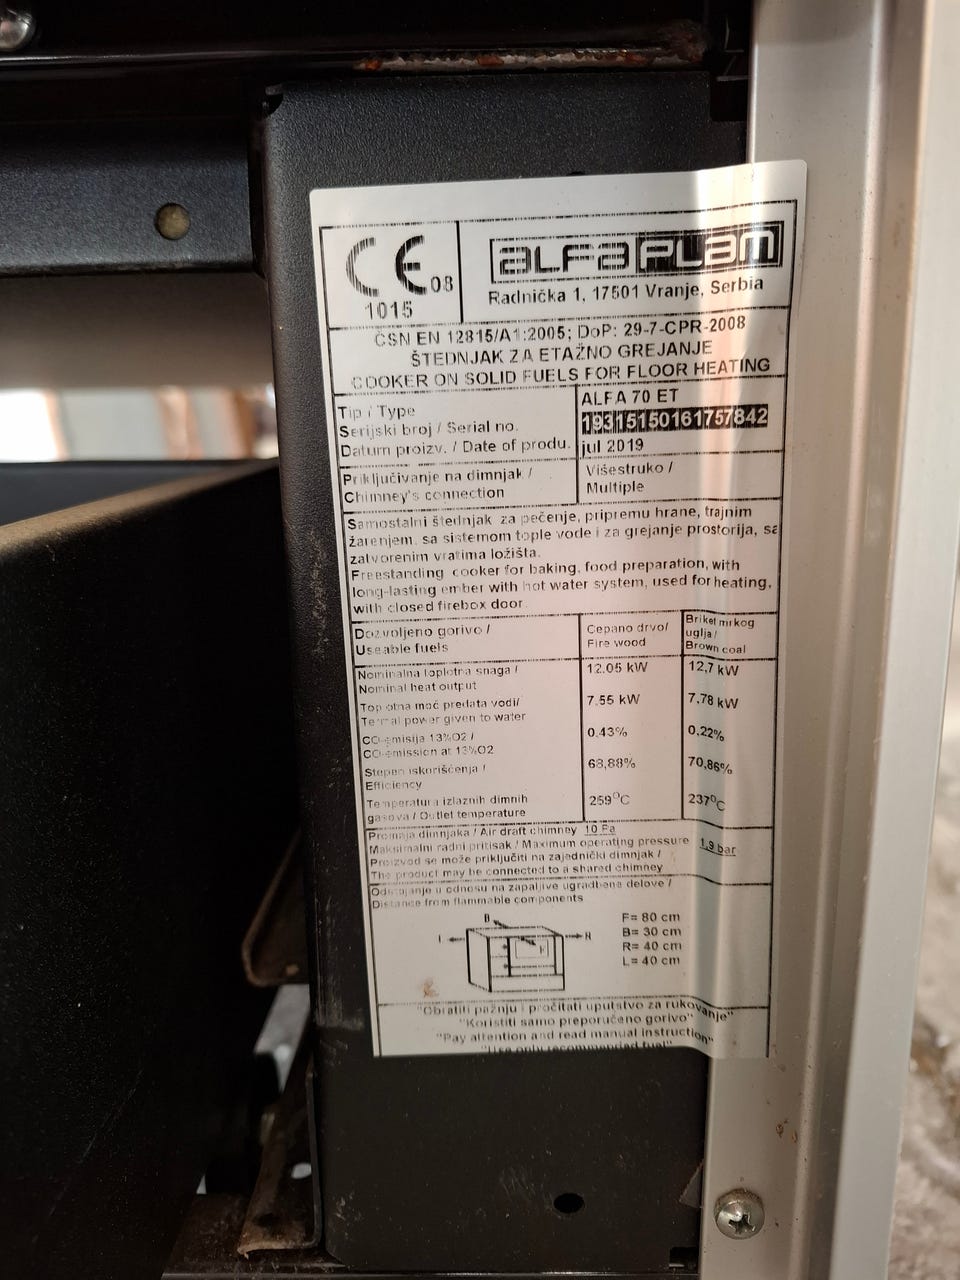 CE 08
1015
ALFA PLAM
Radnička 1, 17501 Vranje, Serbia
ČSN EN 12815/A1:2005; DoP: 29-7-CPR-2008
ŠTEDNJAK ZA ETAŽNO GREJANJE
COOKER ON SOLID FUELS FOR FLOOR HEATING
Tip / Type ALFA 70 ET
Serijski broj / Serial no. 19315150161757842
Datum proizv. / Date of produ. jul 2019
Priključivanje na dimnjak / Višestruko /
Chimney's connection Multiple
Samostalni štednjak za pečenje, pripremu hrane, trajnim
žarenjem, sa sistemom tople vode i za grejanje prostorija, sa
zatvorenim vratima ložišta.
Freestanding cooker for baking, food preparation, with
long-lasting ember with hot water system, used for heating,
with closed firebox door.
Dozvoljeno gorivo / Cepano drvo/ Briket mrkog uglja/
Useable fuels Fire wood Brown coal
Nominalna toplotna snaga / 12.05 kW 12,7 kW
Nominal heat output
Toplotna moć predata vodi/ 7.55 kW 7,78 kW
Termal power given to water
CO-emisija 13%O2 / 0,43% 0,22%
CO-emission at 13%O2
Stepen iskorišćenja / 68,88% 70,86%
Efficiency
Temperatura izlaznih dimnih 259°C 237°C
gasova / Outlet temperature
Promaja dimnjaka / Air draft chimney 10 Pa
Maksimalni radni pritisak / Maximum operating pressure 1,9 bar
Proizvod se može priključiti na zajednički dimnjak /
The product may be connected to a shared chimney
Odstojanje u odnosu na zapaljive ugradbene delove /
Distance from flammable components
B
L R
F
F= 80 cm
B= 30 cm
R= 40 cm
L= 40 cm
"Obratiti pažnju i pročitati uputstvo za rukovanje"
"Koristiti samo preporučeno gorivo"
"Pay attention and read manual instruction"
"Use only recommended fuel"